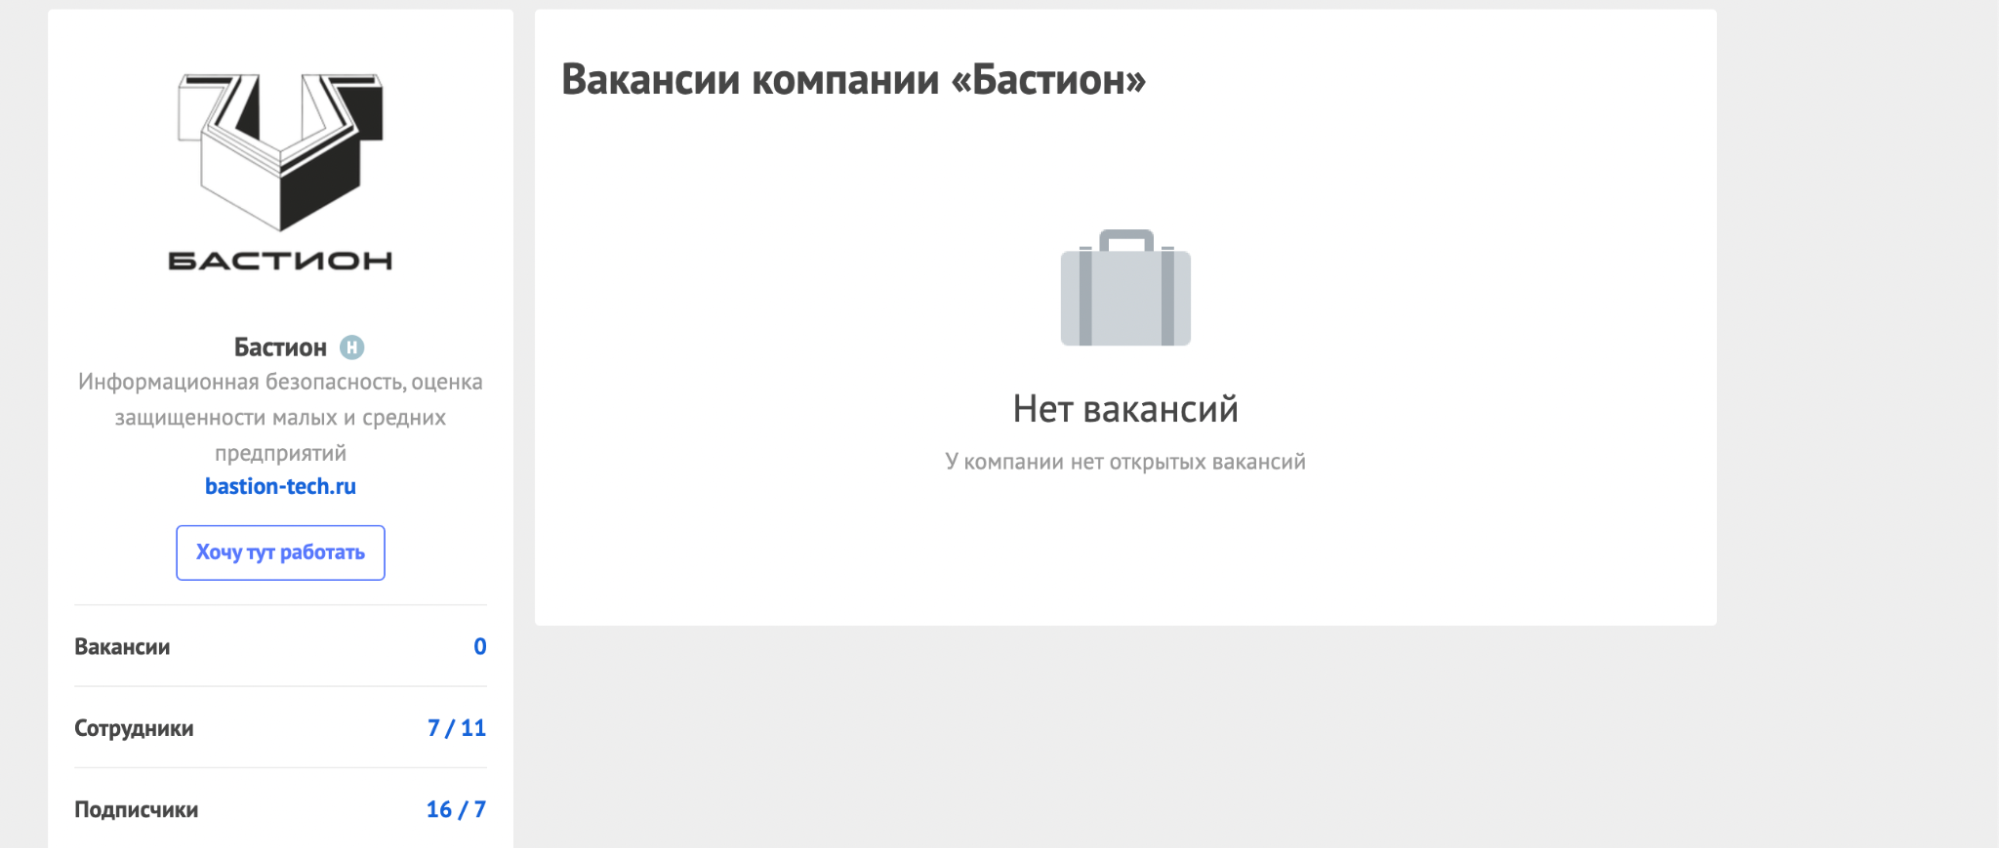 БАСТИОН
Бастион H
Информационная безопасность, оценка
защищенности малых и средних
предприятий
bastion-tech.ru
Хочу тут работать
Вакансии 0
Сотрудники 7 / 11
Подписчики 16 / 7
Вакансии компании «Бастион»
Нет вакансий
У компании нет открытых вакансий